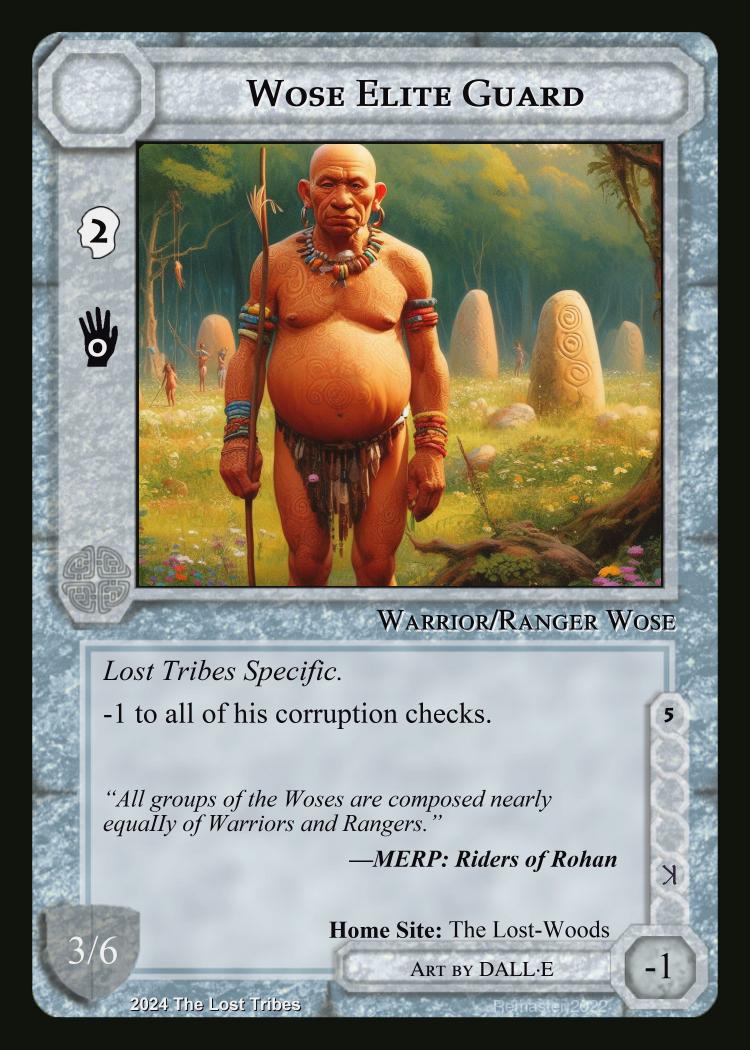 Wose Elite Guard
2
0
Warrior/Ranger Wose
Lost Tribes Specific.
-1 to all of his corruption checks.
5
“All groups of the Woses are composed nearly
equaIIy of Warriors and Rangers.”
—MERP: Riders of Rohan
Home Site: The Lost-Woods
3/6
Art by DALL·E
-1
2024 The Lost Tribes
Remaster 2022